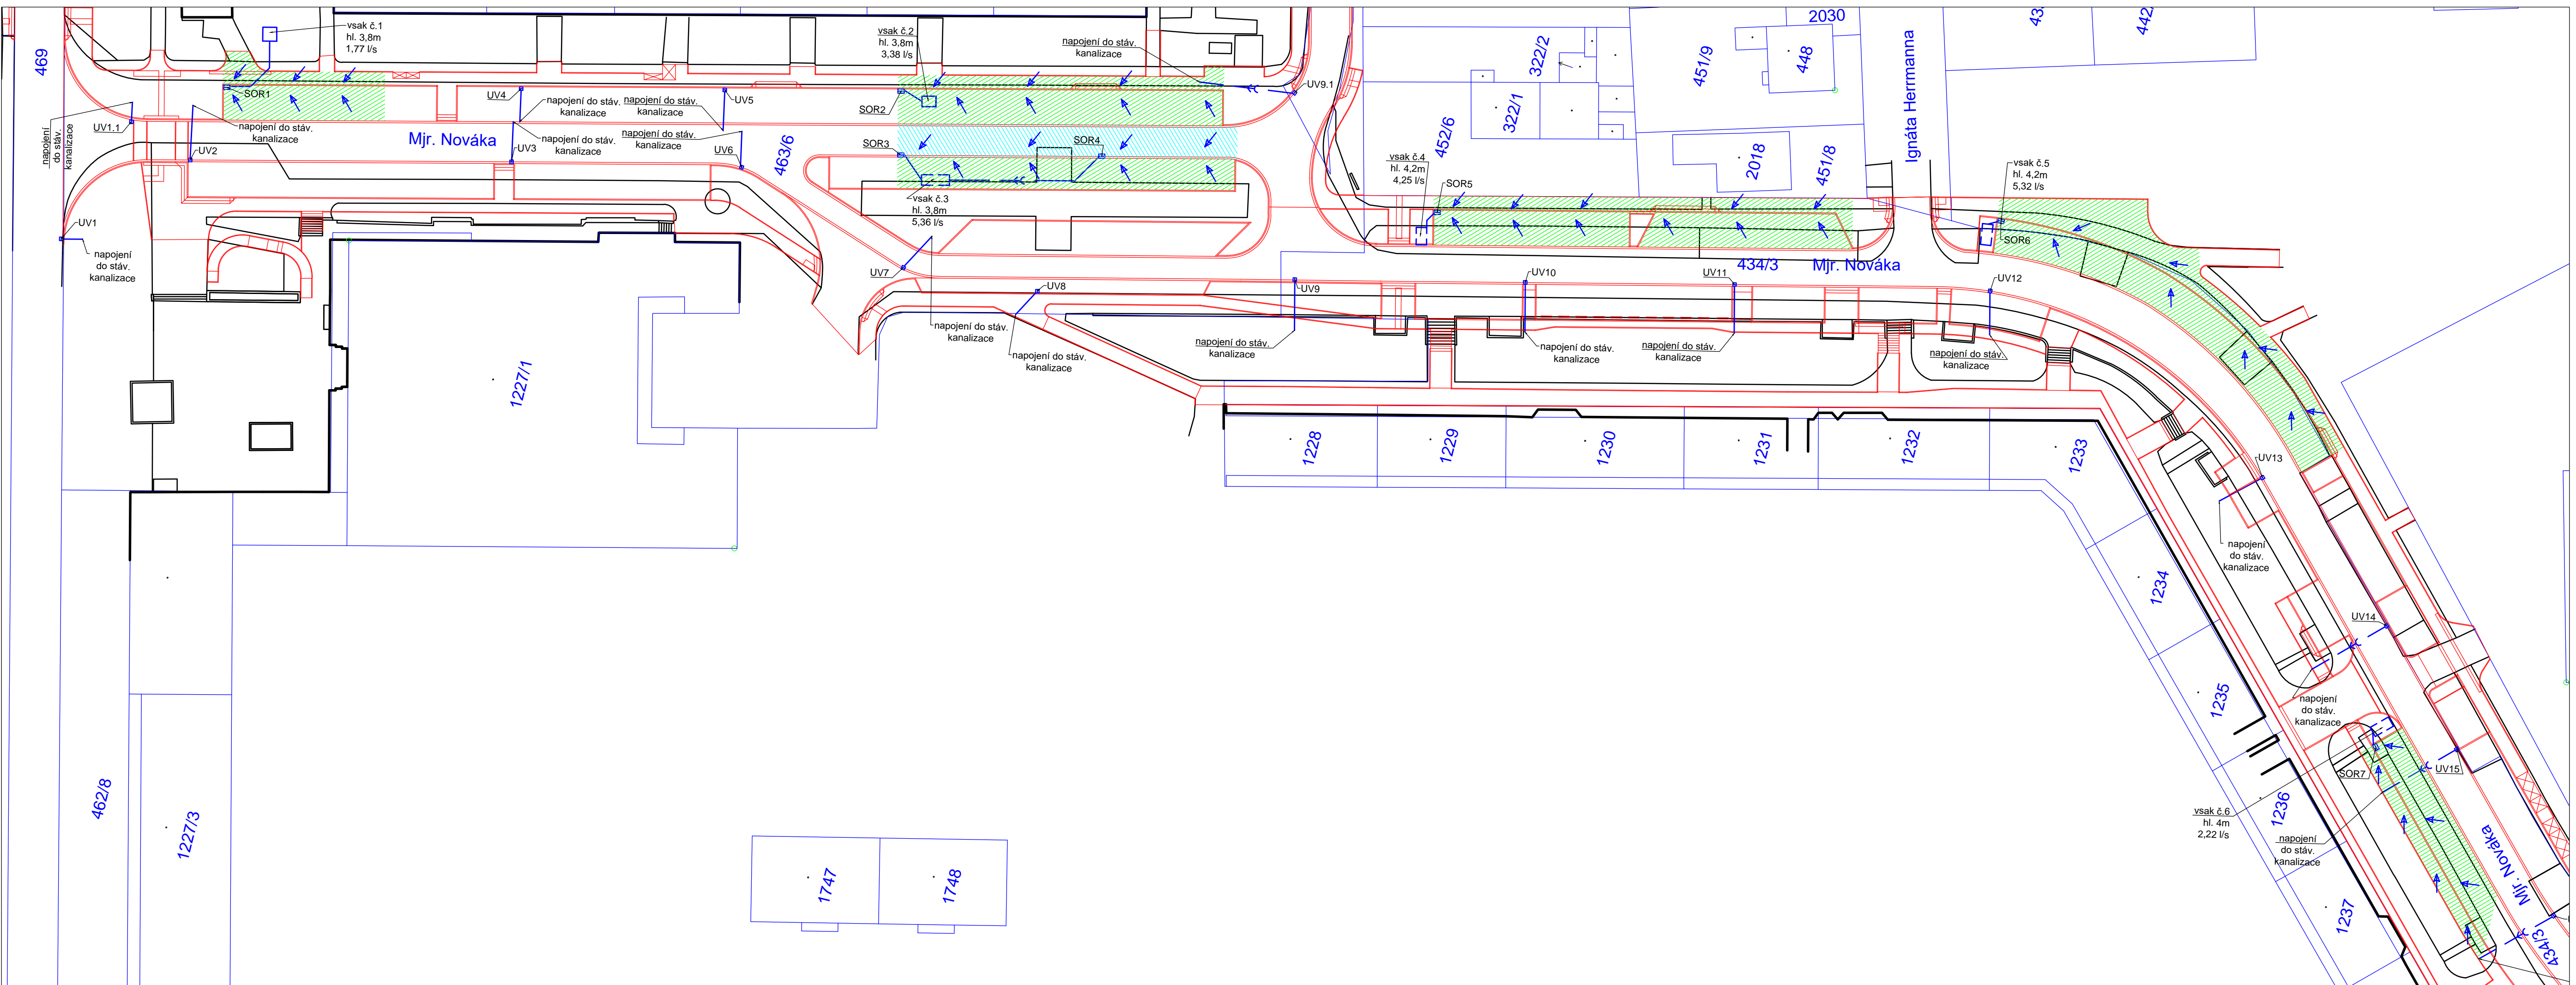 469
vsak č.1
hl. 3,8m
1,77 l/s
SOR1
UV1.1
napojení
do stáv.
kanalizace
UV2
napojení do stáv.
kanalizace
Mjr. Nováka
UV4
napojení do stáv.
kanalizace
UV3
napojení do stáv.
kanalizace
napojení do stáv.
kanalizace
UV5
napojení do stáv.
kanalizace
UV6
463/6
vsak č.2
hl. 3,8m
3,38 l/s
SOR2
SOR3
SOR4
vsak č.3
hl. 3,8m
5,36 l/s
napojení do stáv.
kanalizace
UV9.1
322/2
322/1
452/6
2030
451/9
448
2018
451/8
Ignáta Herrmanna
442
vsak č.4
hl. 4,2m
4,25 l/s
SOR5
vsak č.5
hl. 4,2m
5,32 l/s
SOR6
434/3
Mjr. Nováka
UV1
napojení
do stáv.
kanalizace
UV7
napojení do stáv.
kanalizace
UV8
napojení do stáv.
kanalizace
UV9
napojení do stáv.
kanalizace
UV10
napojení do stáv.
kanalizace
UV11
napojení do stáv.
kanalizace
UV12
napojení do stáv.
kanalizace
1227/1
1228
1229
1230
1231
1232
1233
UV13
napojení
do stáv.
kanalizace
1234
UV14
napojení
do stáv.
kanalizace
1235
SOR7
UV15
vsak č.6
hl. 4m
2,22 l/s
1236
napojení
do stáv.
kanalizace
Mjr. Nováka
434/3
1237
462/8
1227/3
1747
1748